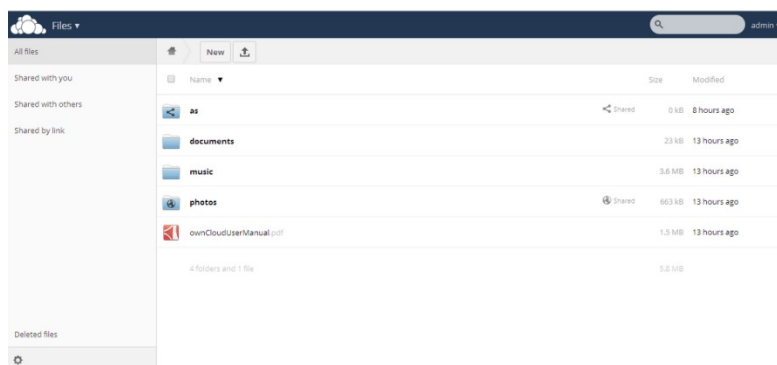 Files ▾ admin
All files
Shared with you
Shared with others
Shared by link
Deleted files
New
Name ▼ Size Modified
as Shared 0 kB 8 hours ago
documents 23 kB 13 hours ago
music 3.6 MB 13 hours ago
photos Shared 663 kB 13 hours ago
ownCloudUserManual.pdf 1.5 MB 13 hours ago
4 folders and 1 file 5.8 MB